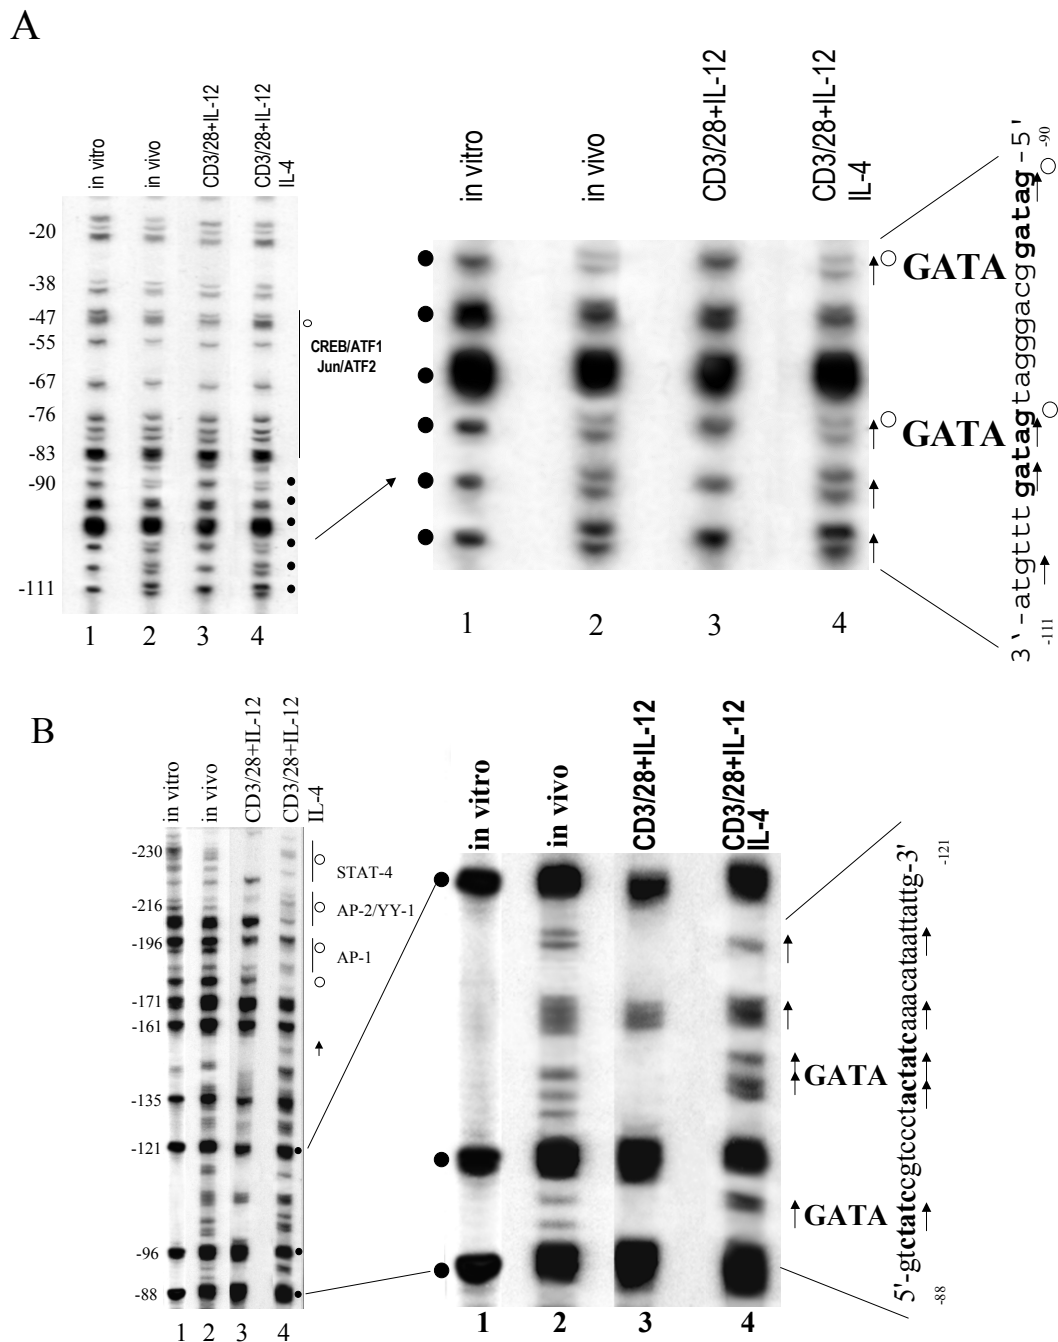 A
in vitro
in vivo
CD3/28+IL-12
CD3/28+IL-12
IL-4
-20
-38
-47
-55
-67
-76
-83
-90
-111
CREB/ATF1
Jun/ATF2
1 2 3 4
in vitro
in vivo
CD3/28+IL-12
CD3/28+IL-12
IL-4
GATA
GATA
1 2 3 4
3`-atgtttgatagtagggacggatag-5'
-111
-90
B
in vitro
in vivo
CD3/28+IL-12
CD3/28+IL-12
IL-4
-230
-216
-196
-171
-161
-135
-121
-96
-88
STAT-4
AP-2/YY-1
AP-1
1 2 3 4
in vitro
in vivo
CD3/28+IL-12
CD3/28+IL-12
IL-4
GATA
GATA
1 2 3 4
5'-gtctatccgtccctactatcaaacataattattg-3'
-88
-121